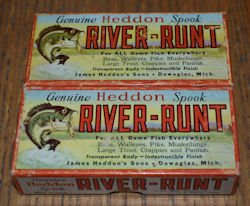 Genuine Heddon Spook
RIVER-RUNT
For ALL Game Fish Everywhere
Bass, Walleyes, Pike, Muskellunge,
Large Trout, Crappies and Panfish.
Transparent Body—Indestructible Finish
James Heddon's Sons • Dowagiac, Mich.
Genuine Heddon Spook
RIVER-RUNT
For ALL Game Fish Everywhere
Bass, Walleyes, Pike, Muskellunge,
Large Trout, Crappies and Panfish.
Transparent Body—Indestructible Finish
James Heddon's Sons • Dowagiac, Mich.
Genuine
Heddon
Spook
RIVER-RUNT